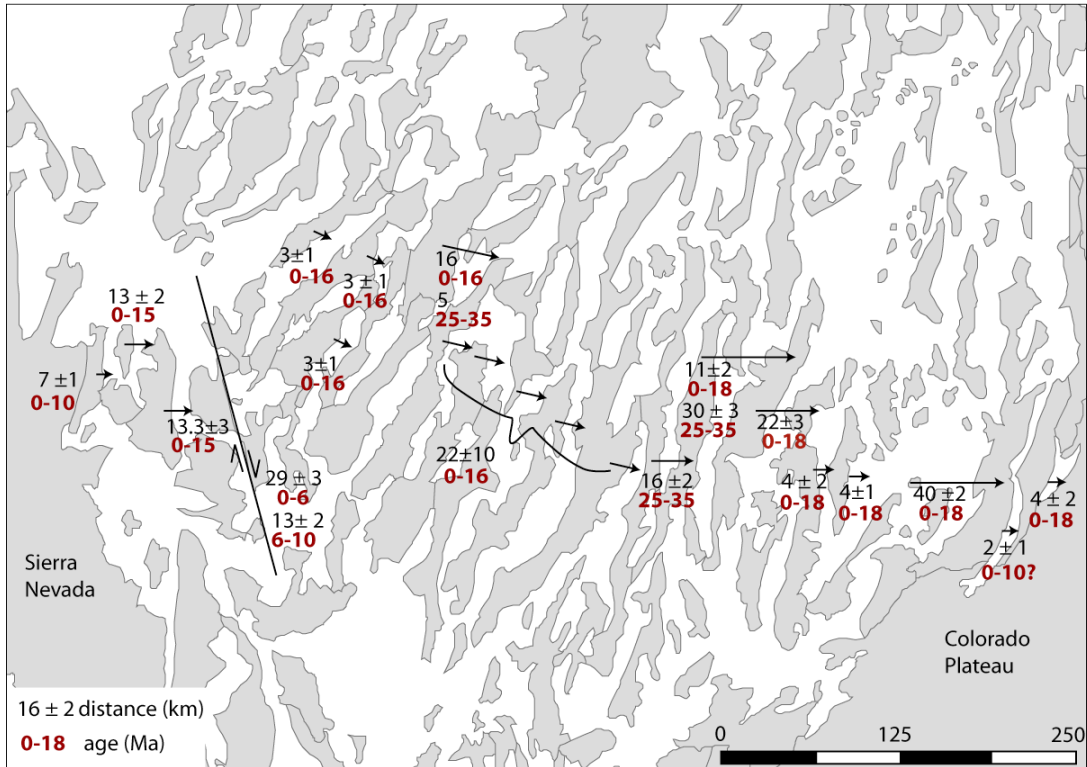 3±1
0-16
3 ± 1
0-16
16
0-16
5
25-35
13 ± 2
0-15
7 ±1
0-10
3±1
0-16
13.3±3
0-15
29 ± 3
0-6
13± 2
6-10
22±10
0-16
11±2
0-18
30 ± 3
25-35
22±3
0-18
16 ±2
25-35
4 ± 2
0-18
4±1
0-18
40 ±2
0-18
4 ± 2
0-18
2 ± 1
0-10?
Sierra
Nevada
Colorado
Plateau
16 ± 2 distance (km)
0-18 age (Ma)
0 125 250